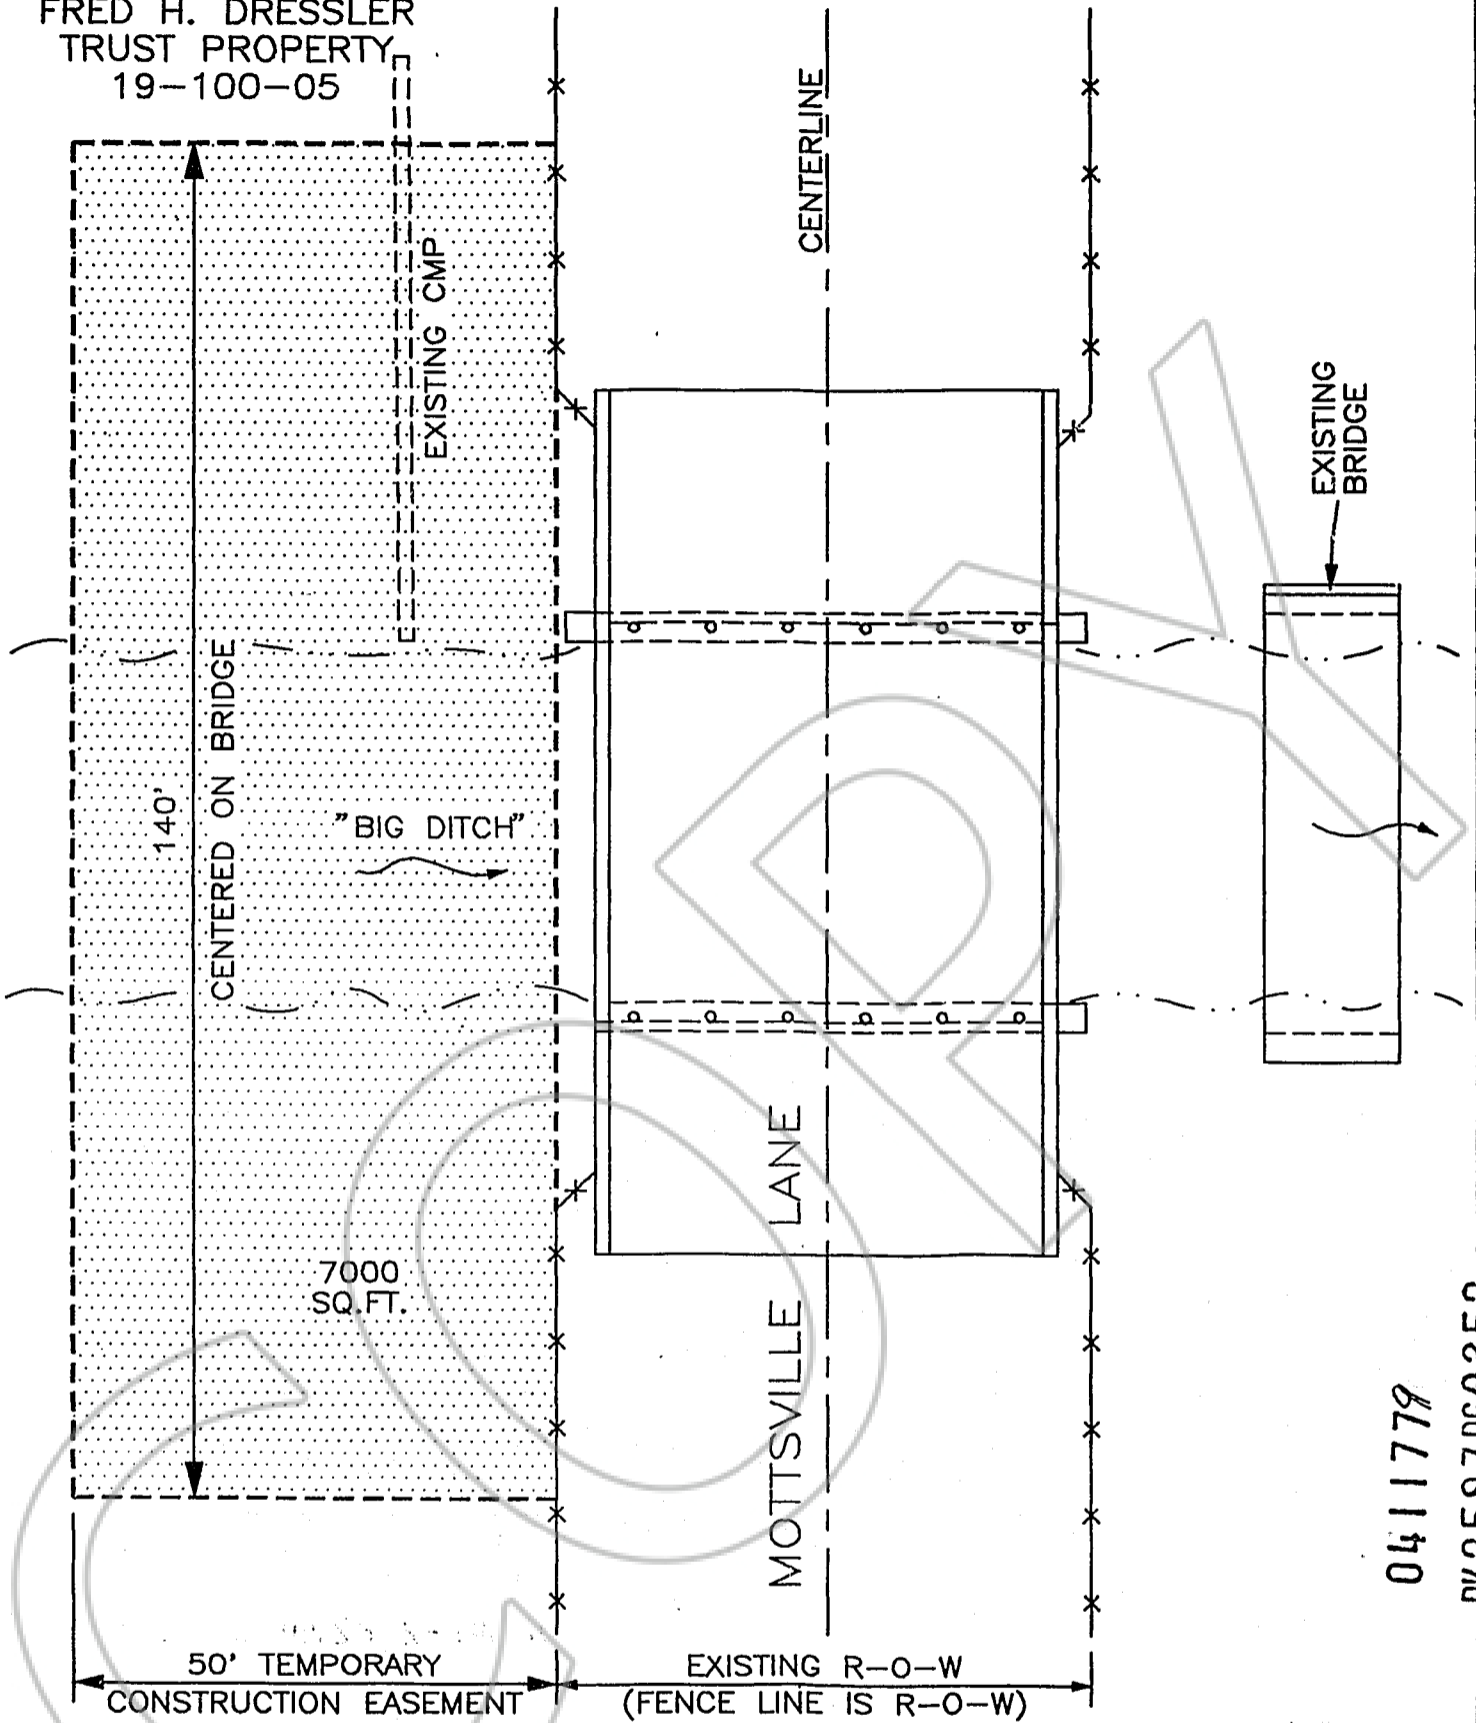 FRED H. DRESSLER
TRUST PROPERTY
19-100-05
CENTERLINE
EXISTING CMP
EXISTING
BRIDGE
140'
CENTERED ON BRIDGE
"BIG DITCH"
7000
SQ.FT.
MOTTSVILLE LANE
50' TEMPORARY
CONSTRUCTION EASEMENT
EXISTING R-O-W
(FENCE LINE IS R-O-W)
0411779
COPY